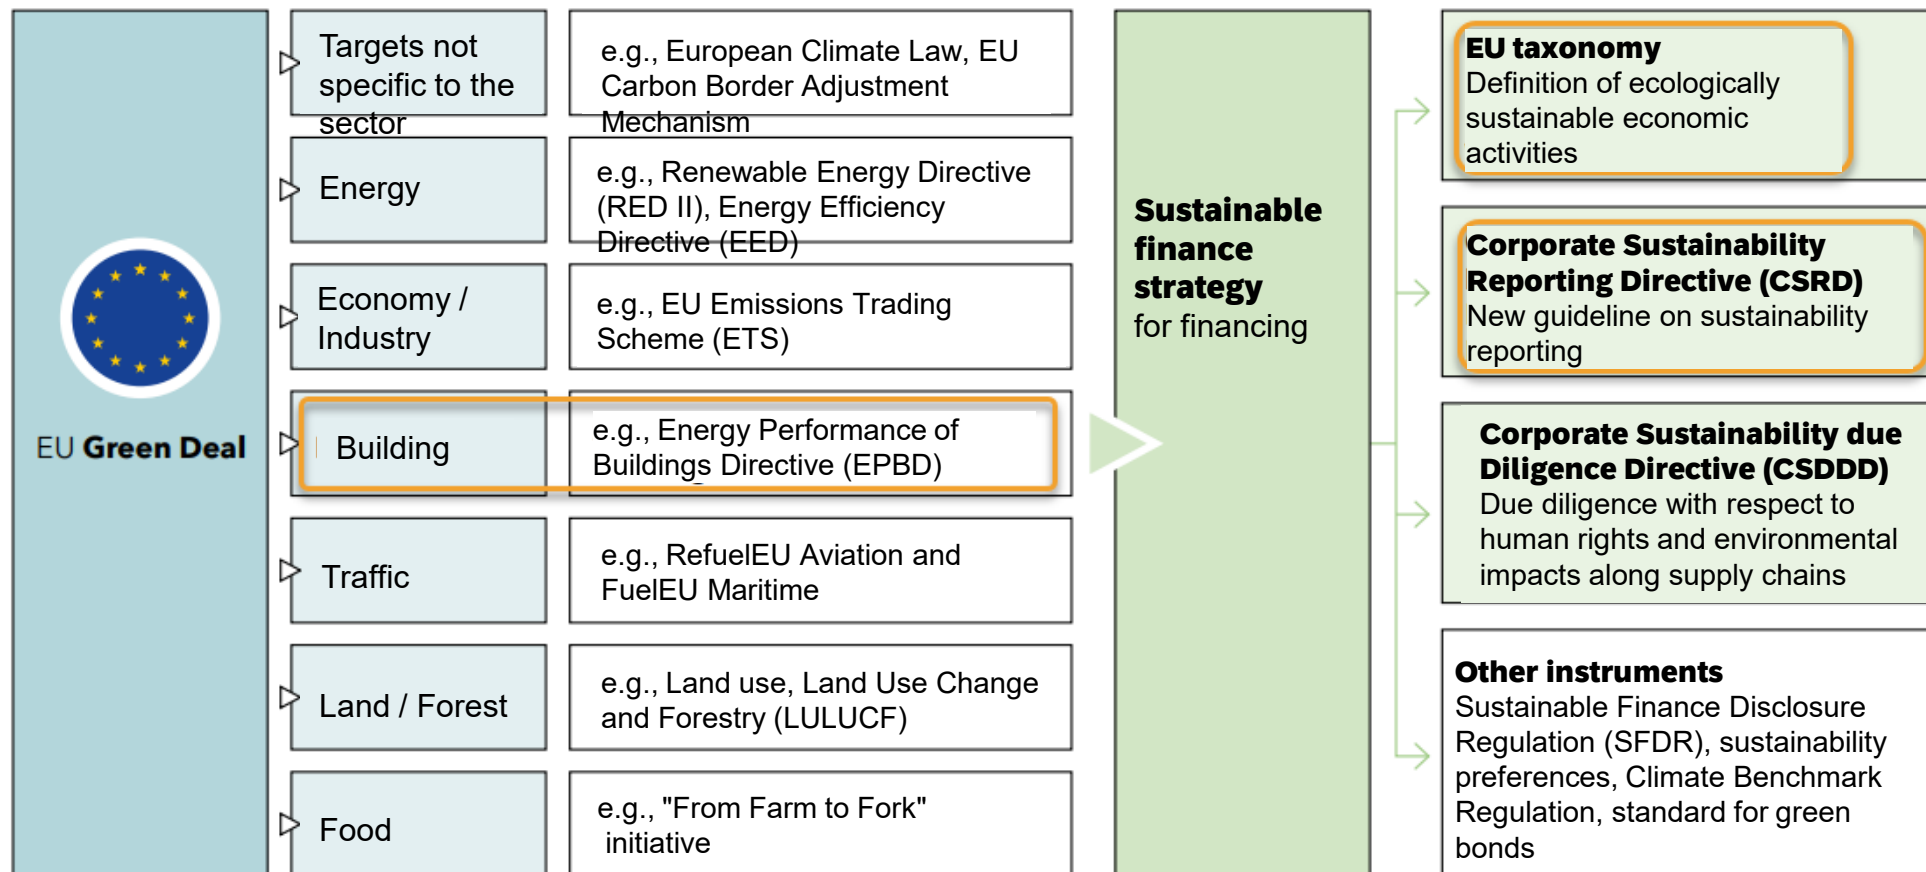 EU Green Deal
Targets not
specific to the
sector
e.g., European Climate Law, EU
Carbon Border Adjustment
Mechanism
Energy
e.g., Renewable Energy Directive
(RED II), Energy Efficiency
Directive (EED)
Economy /
Industry
e.g., EU Emissions Trading
Scheme (ETS)
Building
e.g., Energy Performance of
Buildings Directive (EPBD)
Traffic
e.g., RefuelEU Aviation and
FuelEU Maritime
Land / Forest
e.g., Land use, Land Use Change
and Forestry (LULUCF)
Food
e.g., "From Farm to Fork"
initiative
Sustainable
finance
strategy
for financing
EU taxonomy
Definition of ecologically
sustainable economic
activities
Corporate Sustainability
Reporting Directive (CSRD)
New guideline on sustainability
reporting
Corporate Sustainability due
Diligence Directive (CSDDD)
Due diligence with respect to
human rights and environmental
impacts along supply chains
Other instruments
Sustainable Finance Disclosure
Regulation (SFDR), sustainability
preferences, Climate Benchmark
Regulation, standard for green
bonds